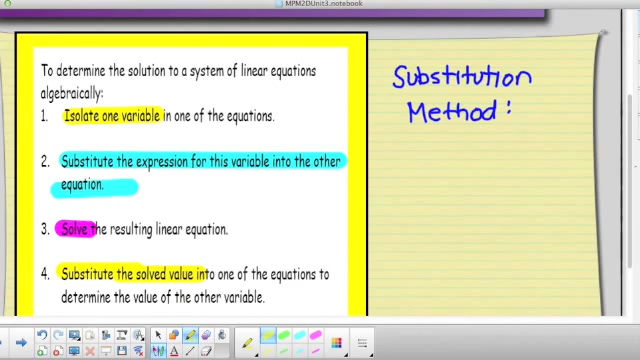 MPM2DUnit3.notebook
To determine the solution to a system of linear equations
algebraically:
1. Isolate one variable in one of the equations.
2. Substitute the expression for this variable into the other
equation.
3. Solve the resulting linear equation.
4. Substitute the solved value into one of the equations to
determine the value of the other variable.
Substitution
Method: